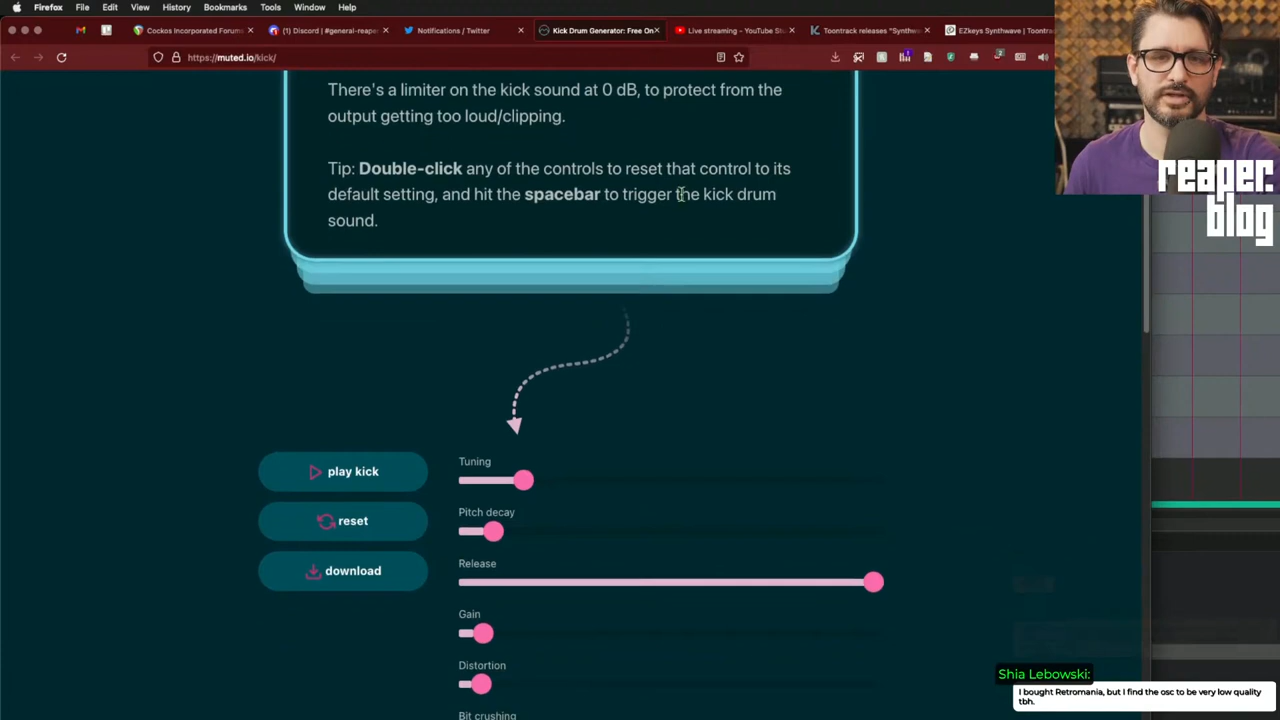 Firefox File Edit View History Bookmarks Tools Window Help
Cockos Incorporated Forums
(1) Discord | #general-reaper
Notifications / Twitter
Kick Drum Generator: Free On
Live streaming - YouTube Stu
Toontrack releases "Synthwave
EZkeys Synthwave | Toontrack
https://muted.io/kick/
There's a limiter on the kick sound at 0 dB, to protect from the
output getting too loud/clipping.
Tip: Double-click any of the controls to reset that control to its
default setting, and hit the spacebar to trigger the kick drum
sound.
reaper.
blog
play kick
reset
download
Tuning
Pitch decay
Release
Gain
Distortion
Bit crushing
Shia Lebowski:
I bought Retromania, but I find the osc to be very low quality
tbh.